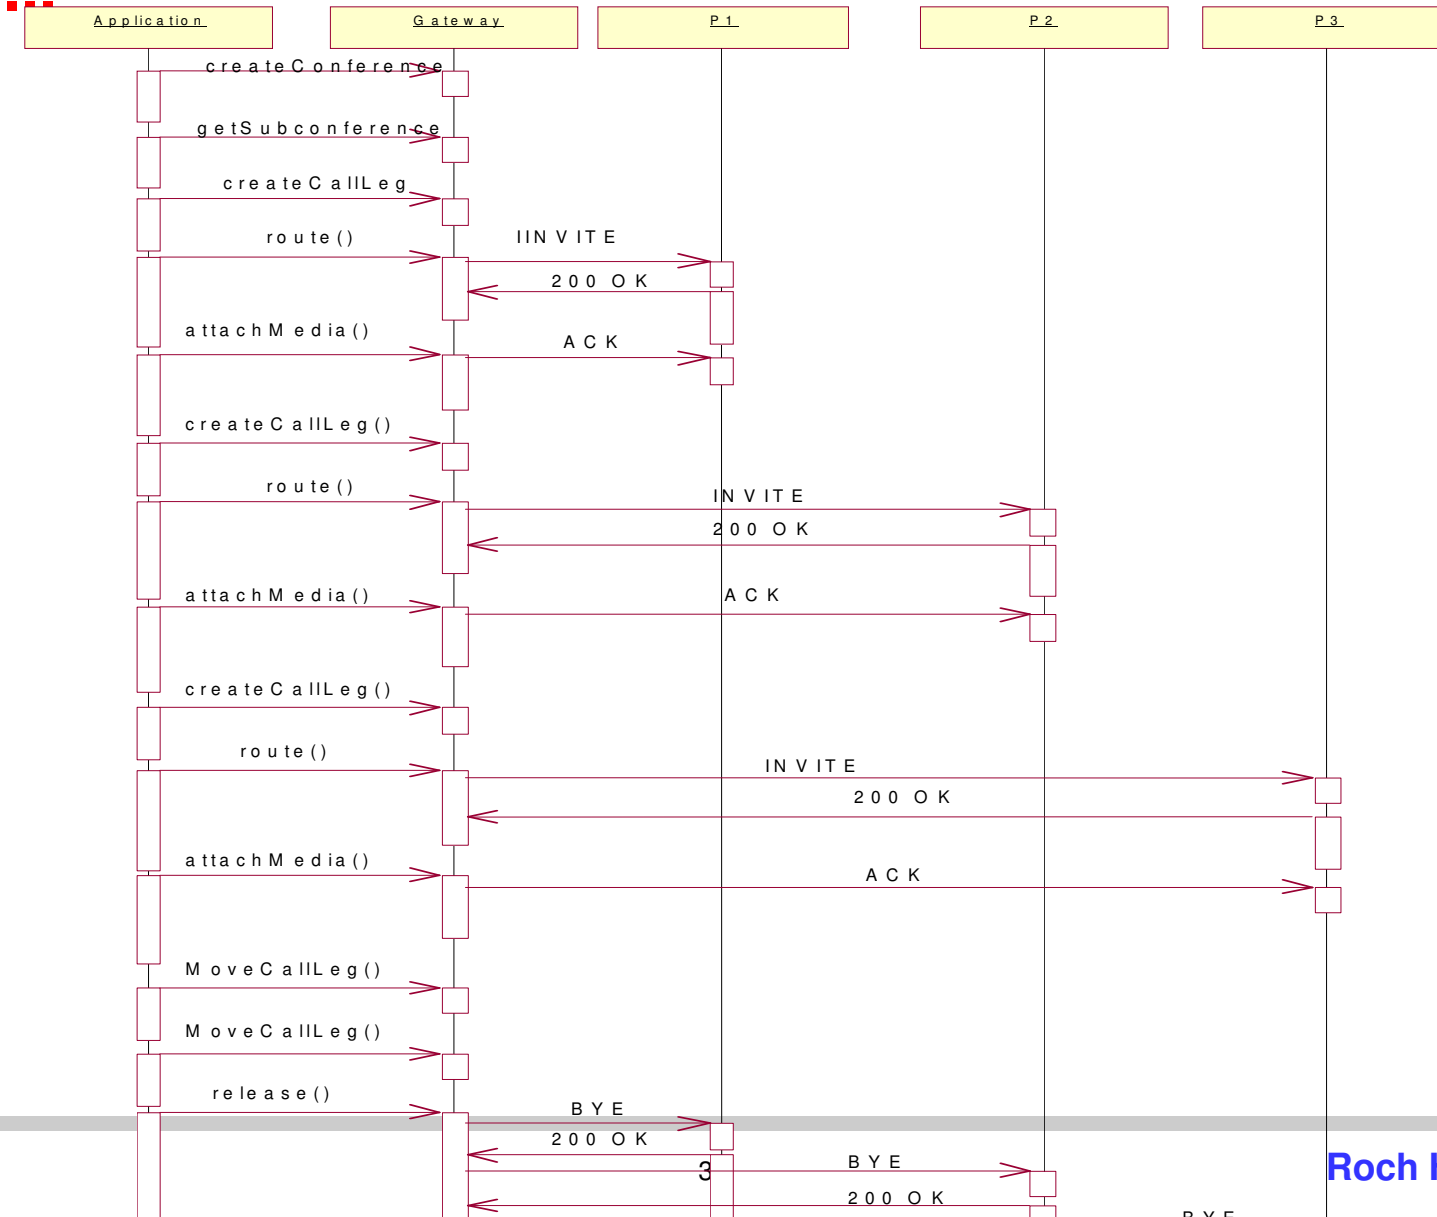 Application Gateway P1 P2 P3
createConference
getSubconference
createCallLeg
route() IINVITE
200 OK
attachMedia()
ACK
createCallLeg()
route()
INVITE
200 OK
attachMedia() ACK
createCallLeg()
route()
INVITE
200 OK
attachMedia()
ACK
MoveCallLeg()
MoveCallLeg()
release()
BYE
200 OK
BYE
3
Roch
200 OK
BYE